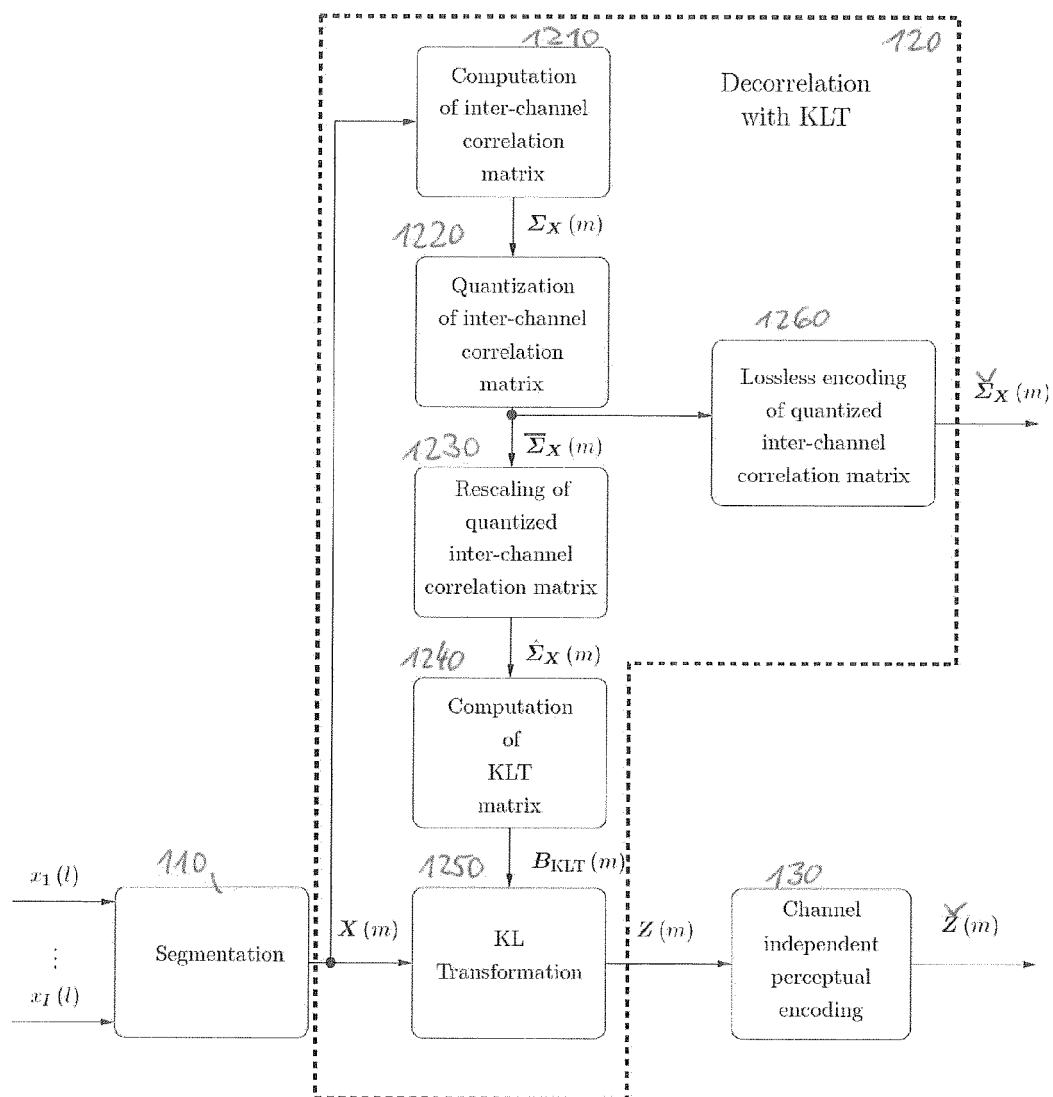 1210
120
Computation
of inter-channel
correlation
matrix
Decorrelation
with KLT
Σ_X (m)
1220
Quantization
of inter-channel
correlation
matrix
1260
Lossless encoding
of quantized
inter-channel
correlation matrix
Σ̌_X (m)
Σ̅_X (m)
1230
Rescaling of
quantized
inter-channel
correlation matrix
Σ̂_X (m)
1240
Computation
of
KLT
matrix
B_KLT (m)
1250
KL
Transformation
110
x_1 (l)
⋮
x_I (l)
Segmentation
X (m)
Z (m)
130
Channel
independent
perceptual
encoding
Ž (m)